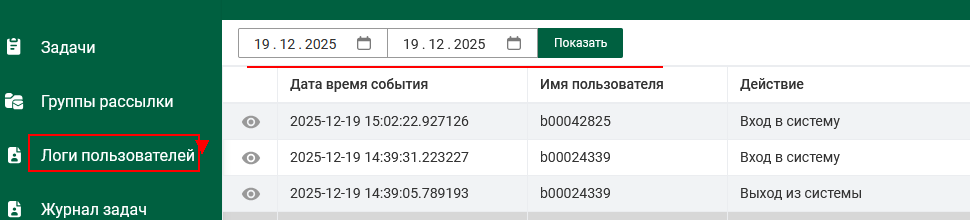 Задачи
Группы рассылки
Логи пользователей
Журнал задач
19.12.2025 19.12.2025 Показать
Дата время события Имя пользователя Действие
2025-12-19 15:02:22.927126 b00042825 Вход в систему
2025-12-19 14:39:31.223227 b00024339 Вход в систему
2025-12-19 14:39:05.789193 b00024339 Выход из системы